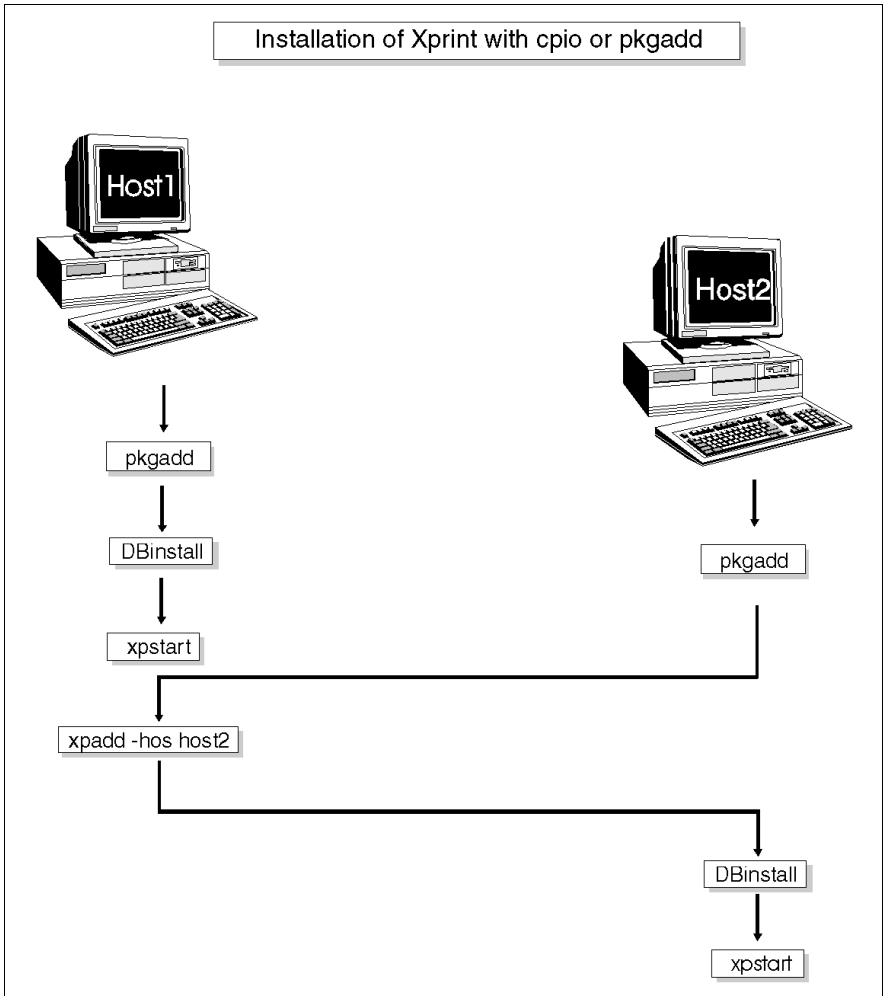 Installation of Xprint with cpio or pkgadd
Host1
Host2
pkgadd
DBinstall
pkgadd
xpstart
xpadd -hos host2
DBinstall
xpstart